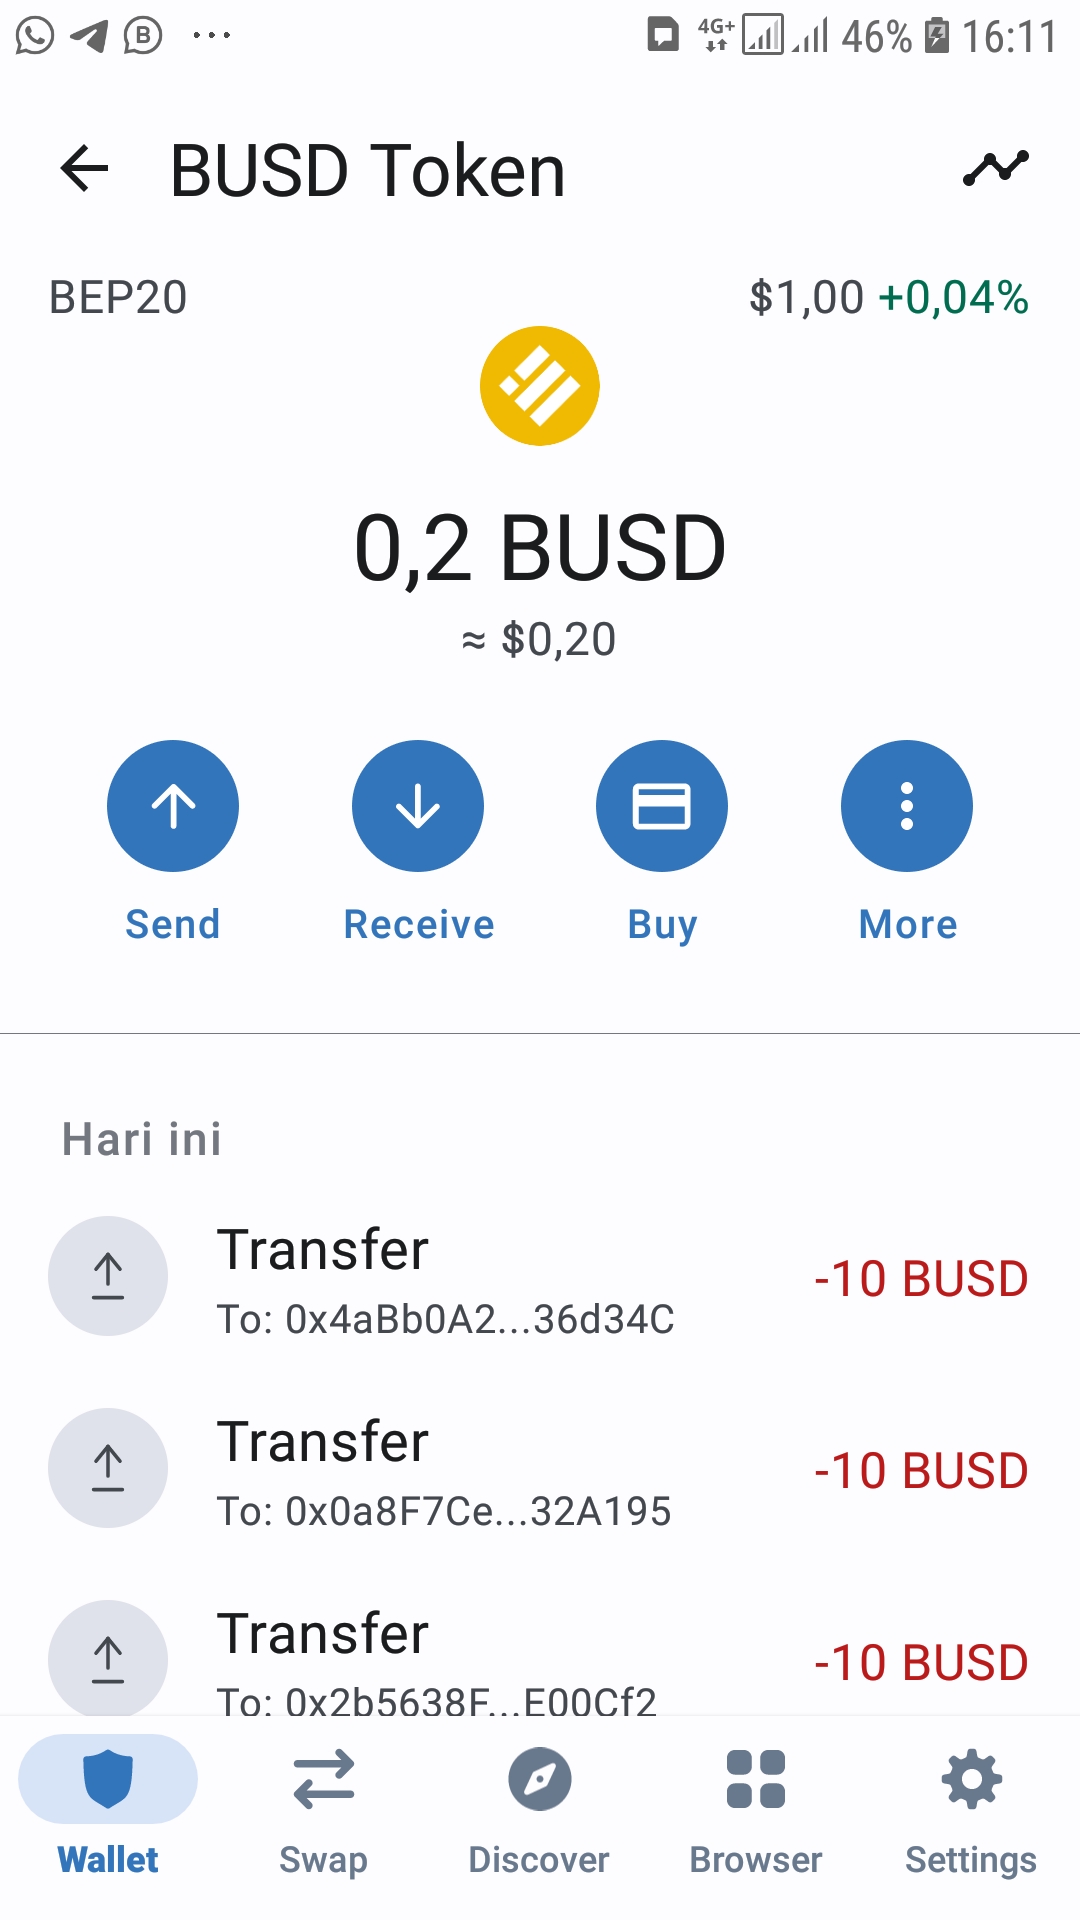 4G+ 46% 16:11
BUSD Token
BEP20 $1,00 +0,04%
0,2 BUSD
≈ $0,20
Send Receive Buy More
Hari ini
Transfer
-10 BUSD
To: 0x4aBb0A2...36d34C
Transfer
-10 BUSD
To: 0x0a8F7Ce...32A195
Transfer
-10 BUSD
To: 0x2b5638F...E00Cf2
Wallet Swap Discover Browser Settings